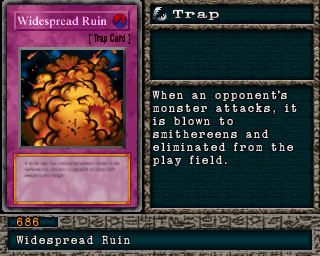 Widespread Ruin
[ Trap Card ]
Trap
When an opponent's
monster attacks, it
is blown to
smithereens and
eliminated from the
play field.
686
Widespread Ruin